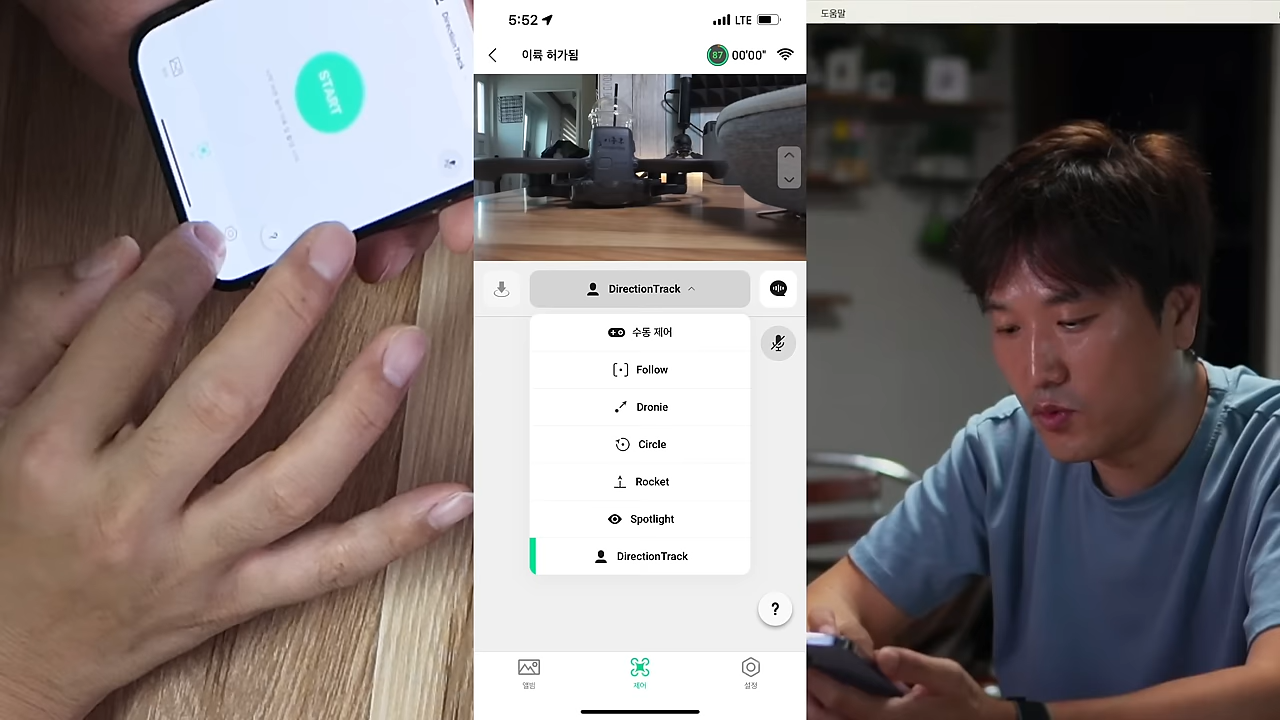 DirectionTrack
START
5:52
LTE
이륙 허가됨
87
00'00"
DirectionTrack
수동 제어
Follow
Dronie
Circle
Rocket
Spotlight
DirectionTrack
?
앨범
제어
설정
도움말